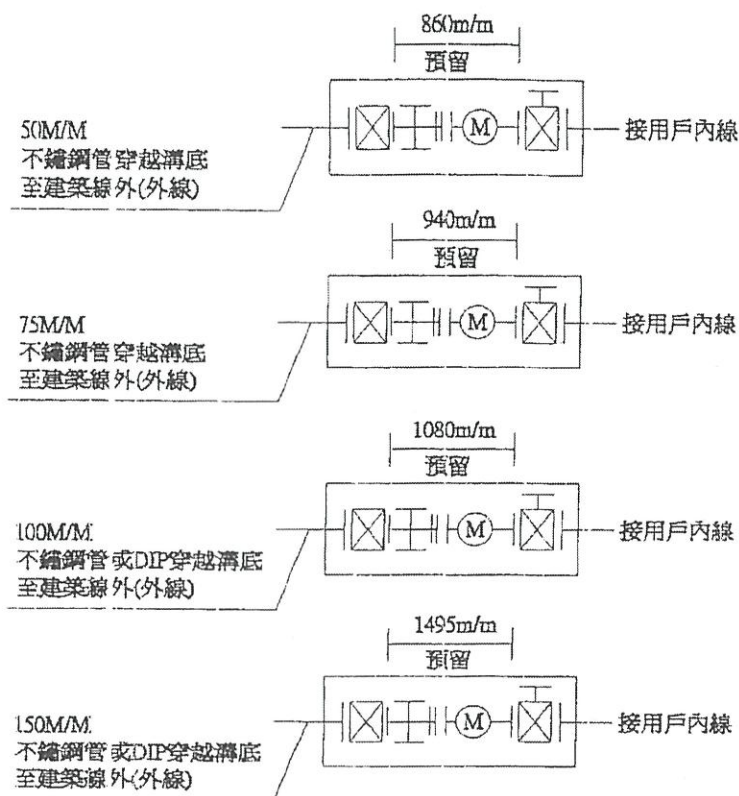 860m/m
預留
50M/M
不鏽鋼管穿越溝底
至建築線外(外線)
M
接用戶內線
940m/m
預留
75M/M
不鏽鋼管穿越溝底
至建築線外(外線)
M
接用戶內線
1080m/m
預留
100M/M
不鏽鋼管或DIP穿越溝底
至建築線外(外線)
M
接用戶內線
1495m/m
預留
150M/M
不鏽鋼管或DIP穿越溝底
至建築線外(外線)
M
接用戶內線